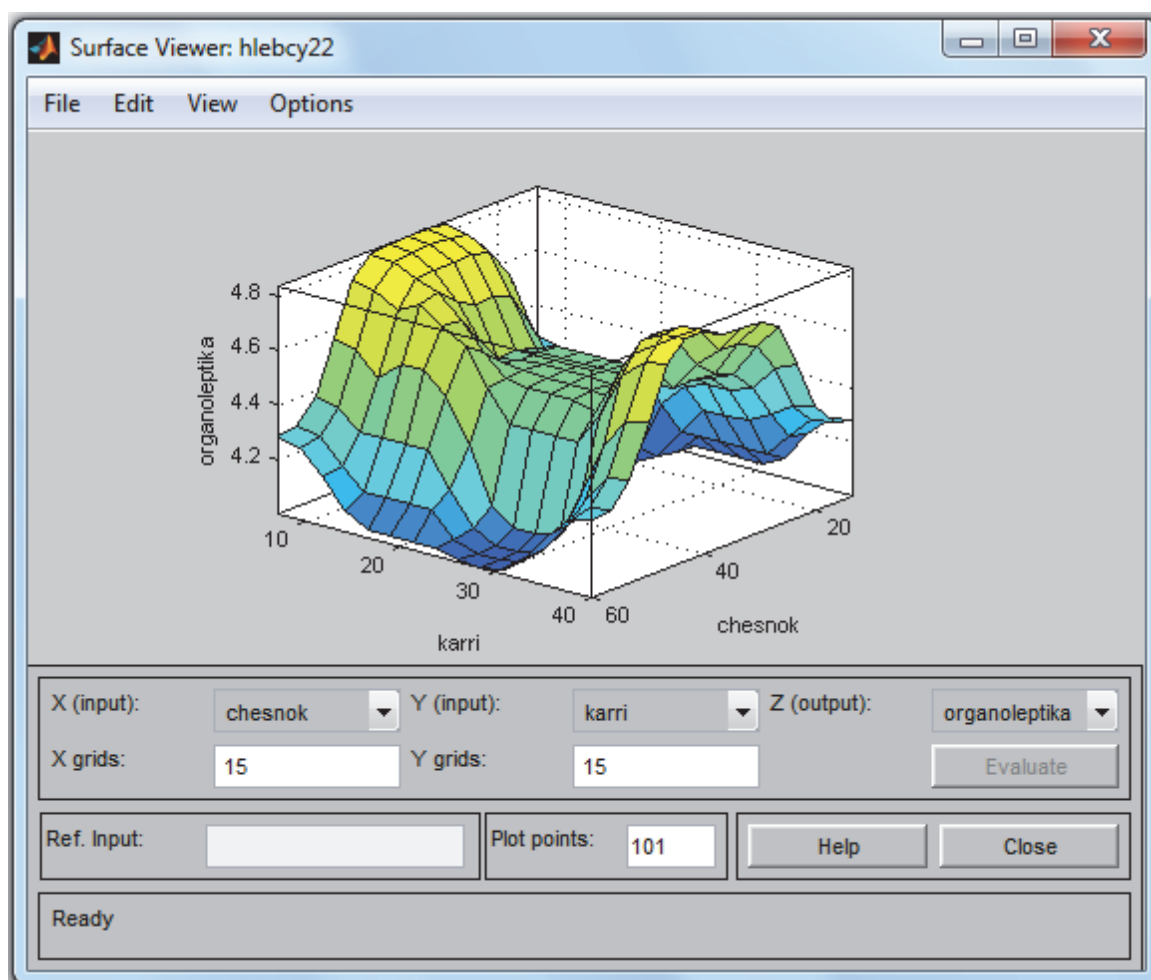 Surface Viewer: hlebcy22
File Edit View Options
4.8
4.6
4.4
4.2
organoleptika
10
20
30
40
karri
60
40
20
chesnok
X (input): chesnok Y (input): karri Z (output): organoleptika
X grids: 15 Y grids: 15 Evaluate
Ref. Input: Plot points: 101 Help Close
Ready